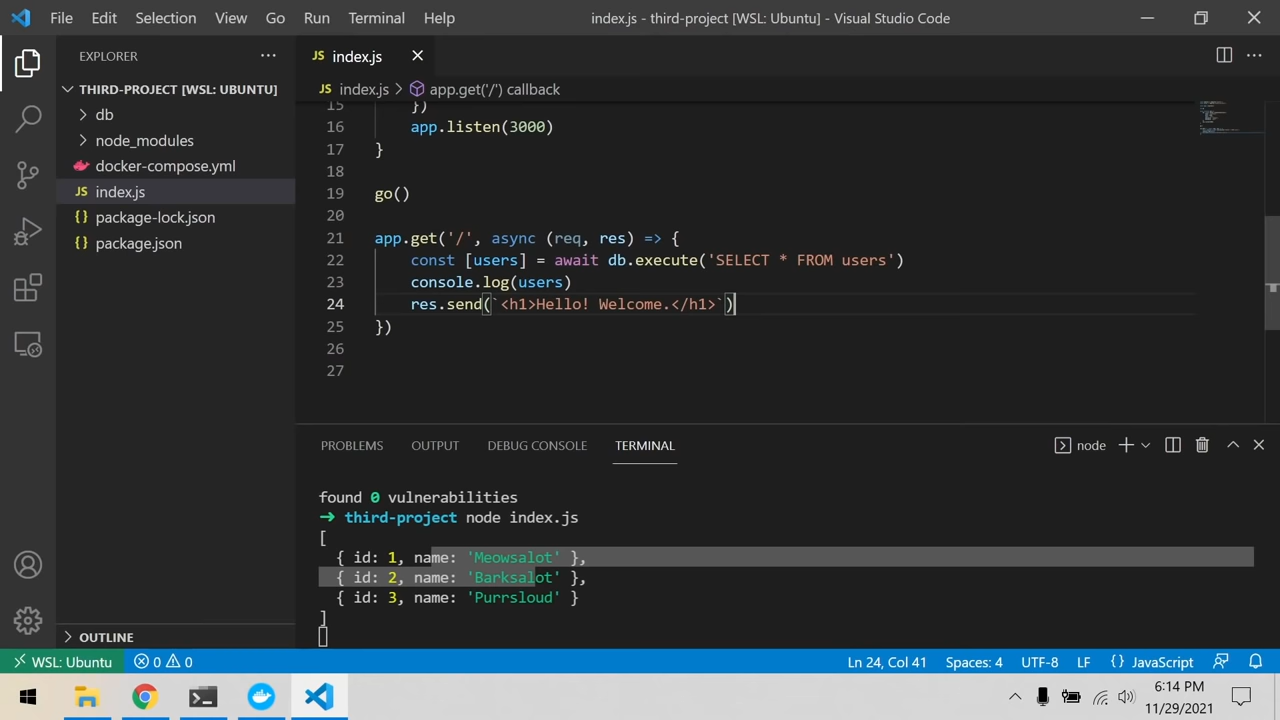 File Edit Selection View Go Run Terminal Help index.js - third-project [WSL: Ubuntu] - Visual Studio Code
EXPLORER
THIRD-PROJECT [WSL: UBUNTU]
db
node_modules
docker-compose.yml
JS index.js
{} package-lock.json
{} package.json
OUTLINE
JS index.js
JS index.js > app.get('/') callback
15 })
16 app.listen(3000)
17 }
18
19 go()
20
21 app.get('/', async (req, res) => {
22 const [users] = await db.execute('SELECT * FROM users')
23 console.log(users)
24 res.send(`<h1>Hello! Welcome.</h1>`)
25 })
26
27
PROBLEMS OUTPUT DEBUG CONSOLE TERMINAL node
found 0 vulnerabilities
→ third-project node index.js
[
{ id: 1, name: 'Meowsalot' },
{ id: 2, name: 'Barksalot' },
{ id: 3, name: 'Purrsloud' }
]
WSL: Ubuntu 0 0 Ln 24, Col 41 Spaces: 4 UTF-8 LF {} JavaScript
6:14 PM
11/29/2021